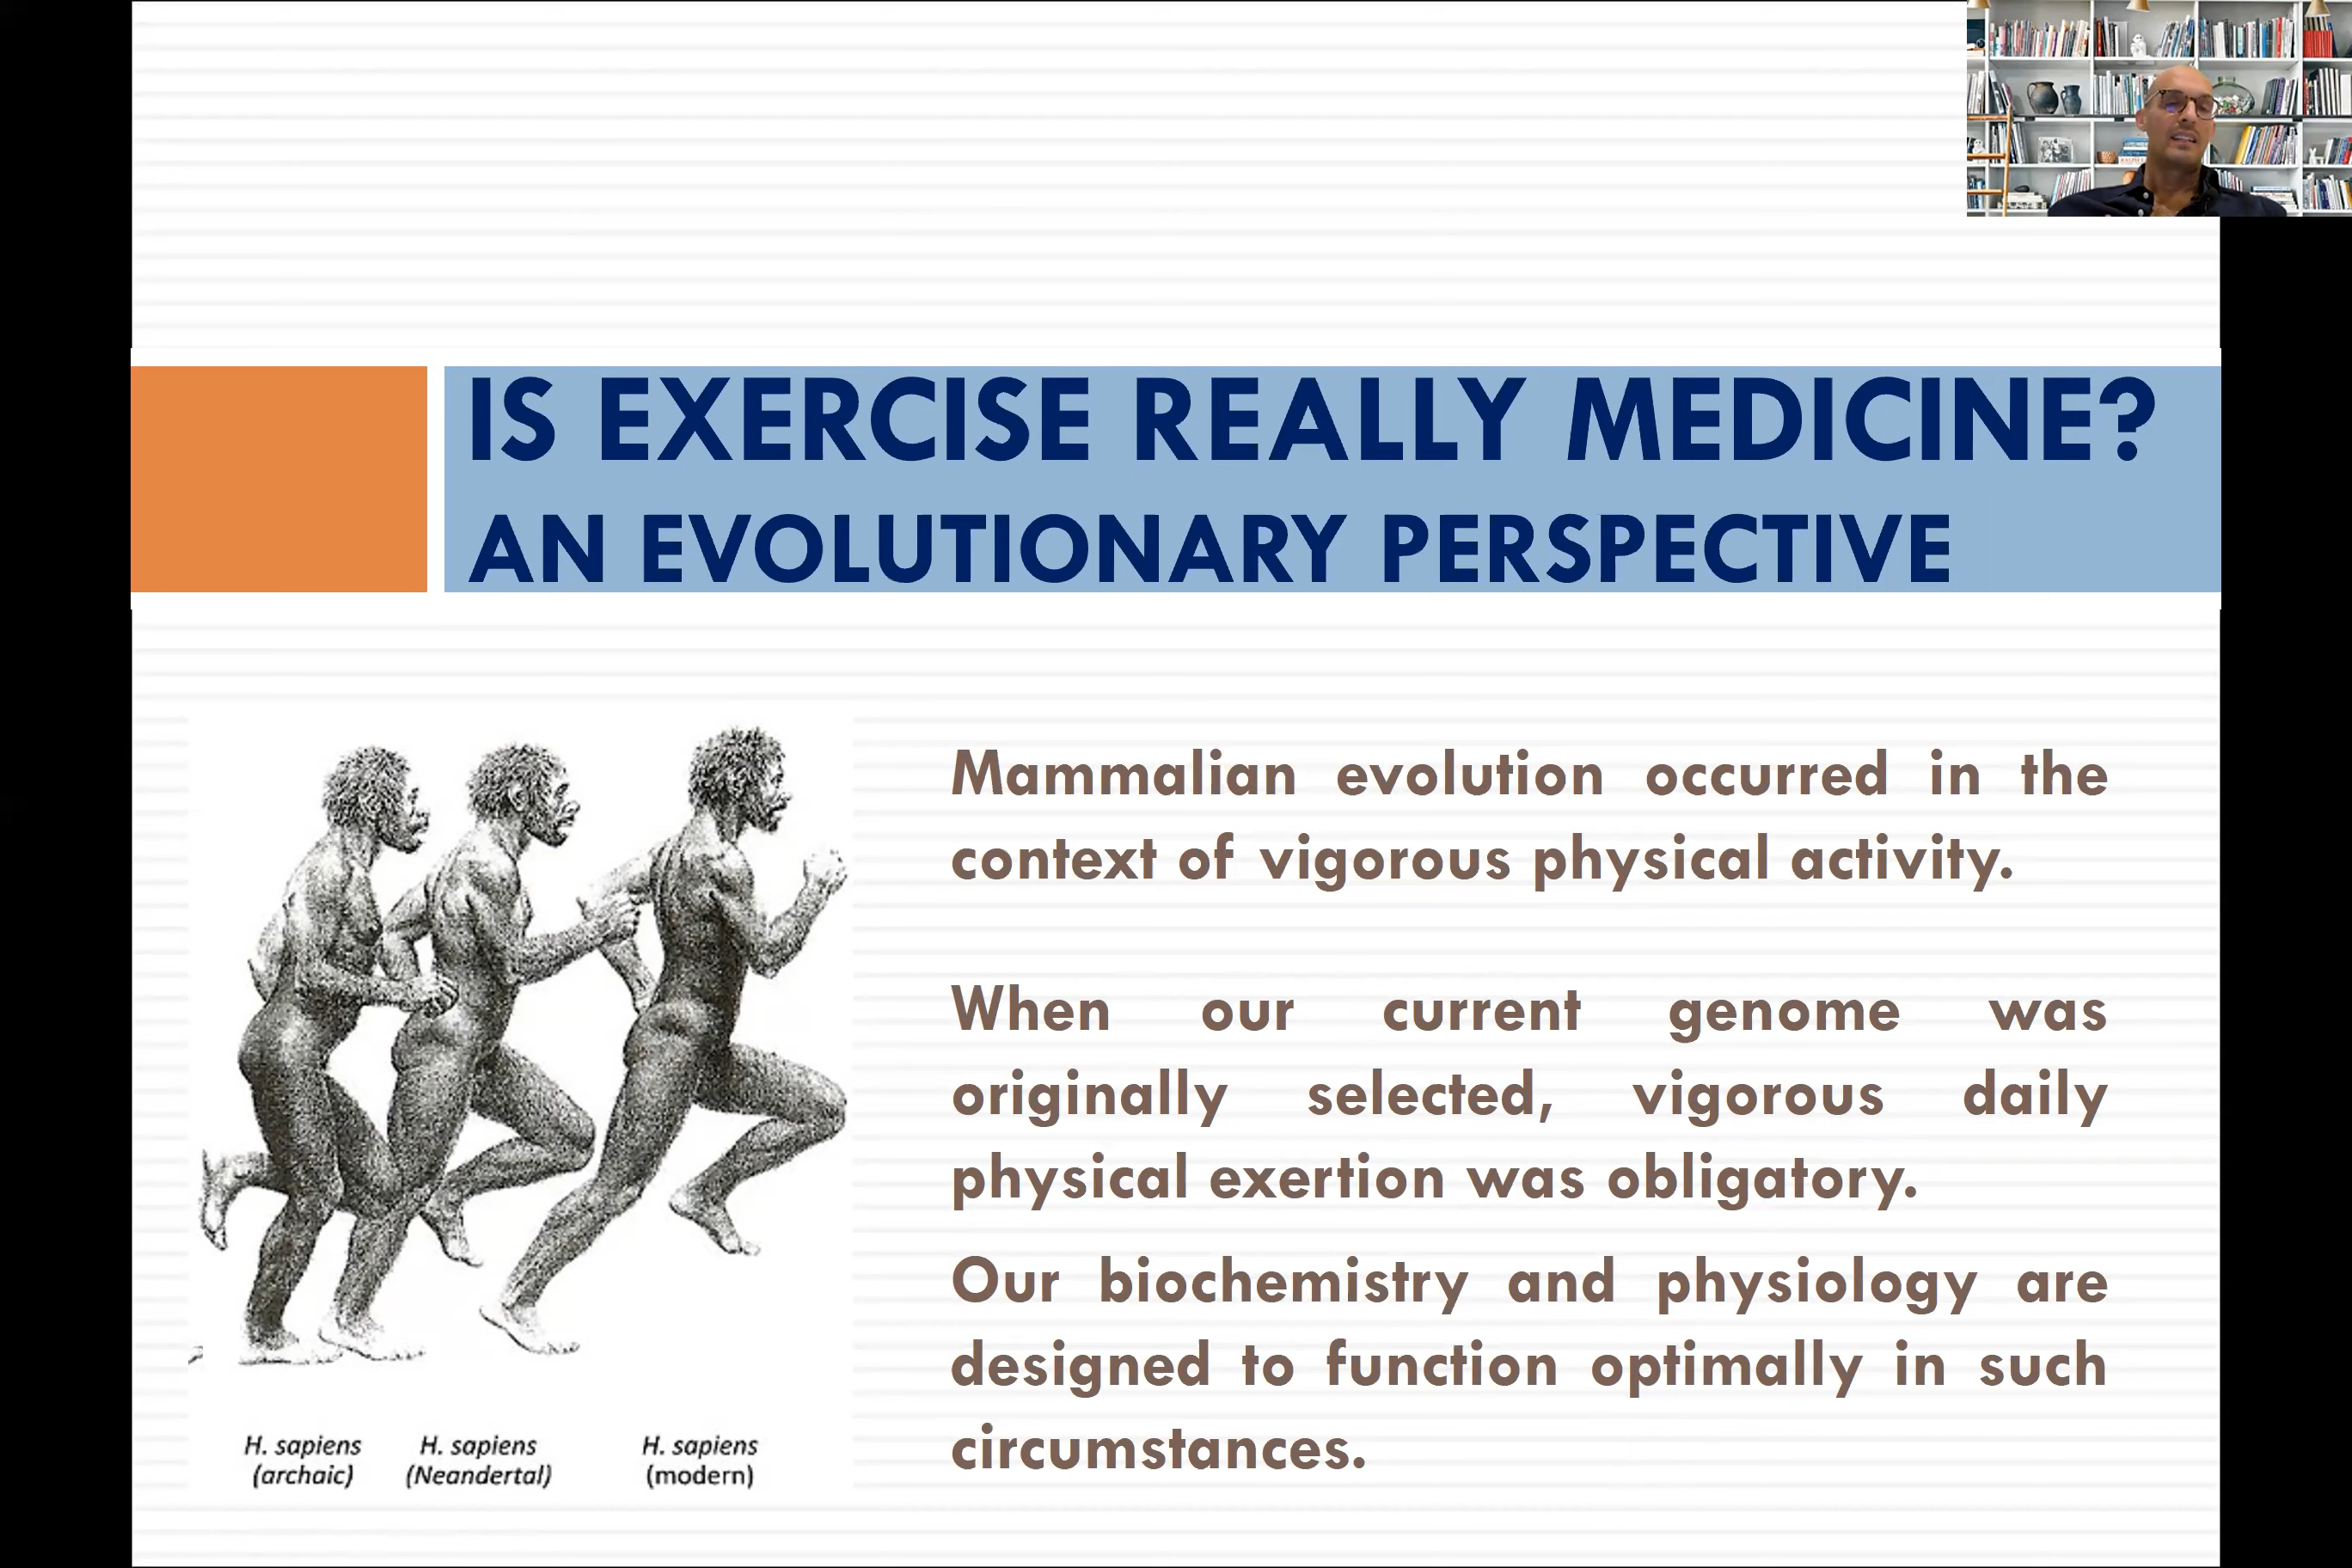 IS EXERCISE REALLY MEDICINE?
AN EVOLUTIONARY PERSPECTIVE
Mammalian evolution occurred in the
context of vigorous physical activity.
When our current genome was
originally selected, vigorous daily
physical exertion was obligatory.
Our biochemistry and physiology are
designed to function optimally in such
circumstances.
H. sapiens
(archaic)
H. sapiens
(Neandertal)
H. sapiens
(modern)